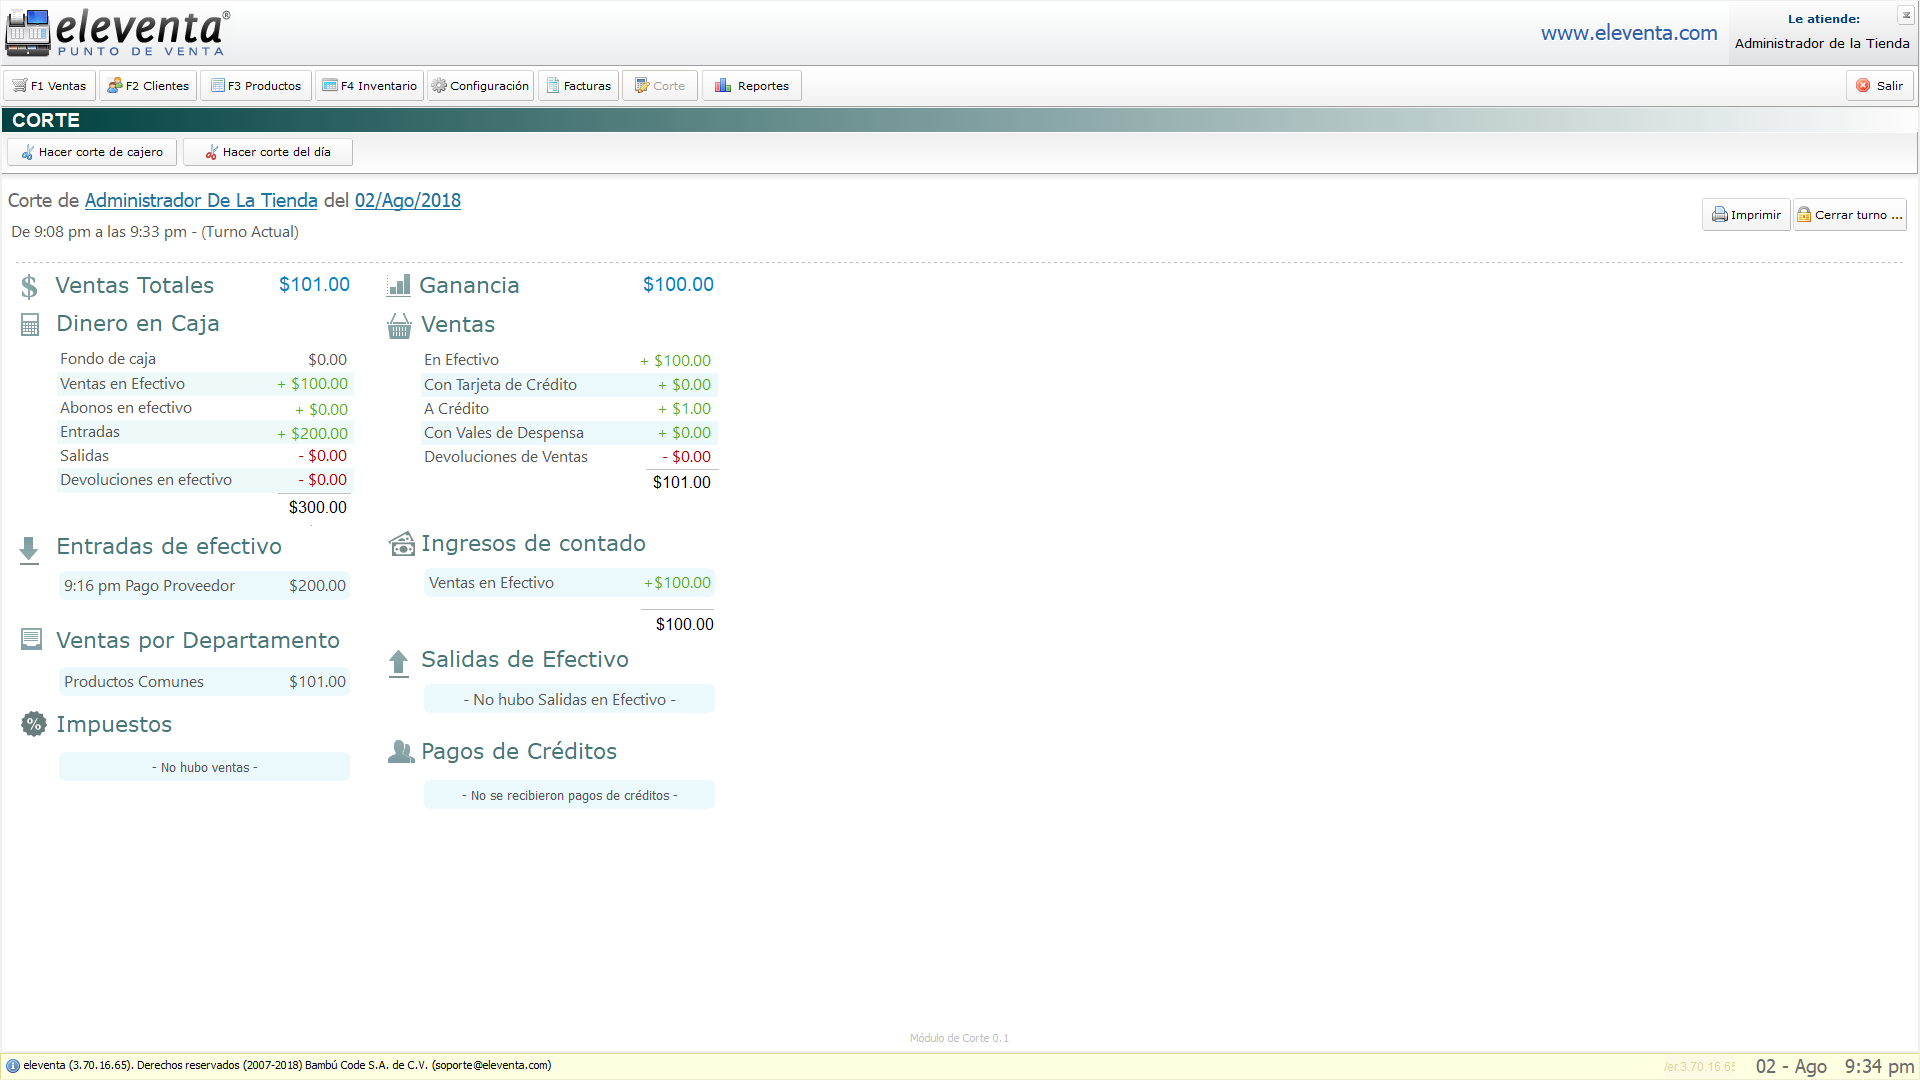 eleventa®
PUNTO DE VENTA
www.eleventa.com
Le atiende:
Administrador de la Tienda
F1 Ventas
F2 Clientes
F3 Productos
F4 Inventario
Configuración
Facturas
Corte
Reportes
Salir
CORTE
Hacer corte de cajero
Hacer corte del día
Corte de Administrador De La Tienda del 02/Ago/2018
De 9:08 pm a las 9:33 pm - (Turno Actual)
Imprimir
Cerrar turno ...
$ Ventas Totales $101.00
Dinero en Caja
Fondo de caja $0.00
Ventas en Efectivo + $100.00
Abonos en efectivo + $0.00
Entradas + $200.00
Salidas - $0.00
Devoluciones en efectivo - $0.00
$300.00
Entradas de efectivo
9:16 pm Pago Proveedor $200.00
Ventas por Departamento
Productos Comunes $101.00
% Impuestos
- No hubo ventas -
Ganancia $100.00
Ventas
En Efectivo + $100.00
Con Tarjeta de Crédito + $0.00
A Crédito + $1.00
Con Vales de Despensa + $0.00
Devoluciones de Ventas - $0.00
$101.00
Ingresos de contado
Ventas en Efectivo +$100.00
$100.00
Salidas de Efectivo
- No hubo Salidas en Efectivo -
Pagos de Créditos
- No se recibieron pagos de créditos -
Módulo de Corte 0.1
eleventa (3.70.16.65). Derechos reservados (2007-2018) Bambú Code S.A. de C.V. (soporte@eleventa.com)
02 - Ago 9:34 pm